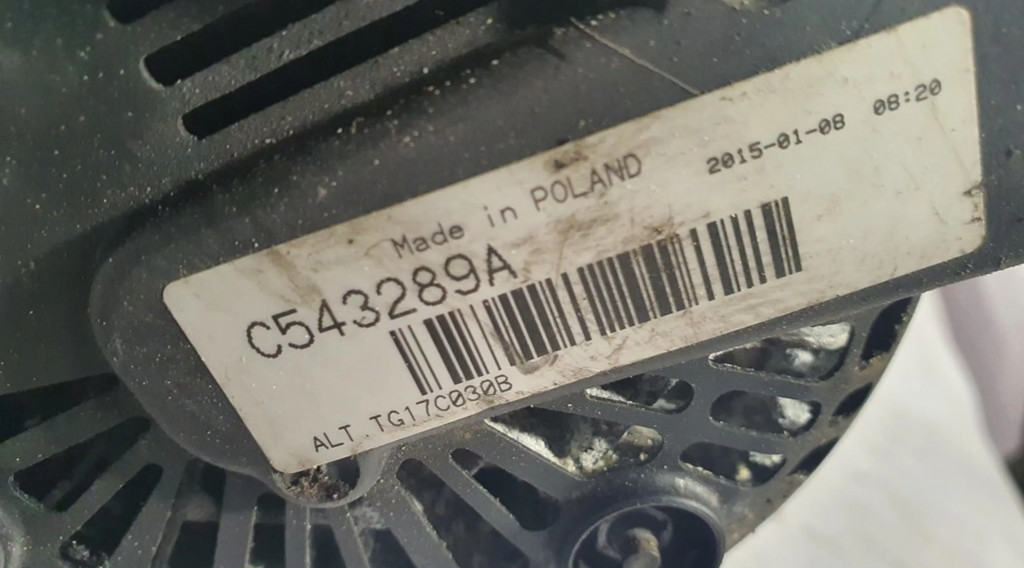 Made in POLAND
2015-01-08 08:20
C543289A
ALT TG17C030B